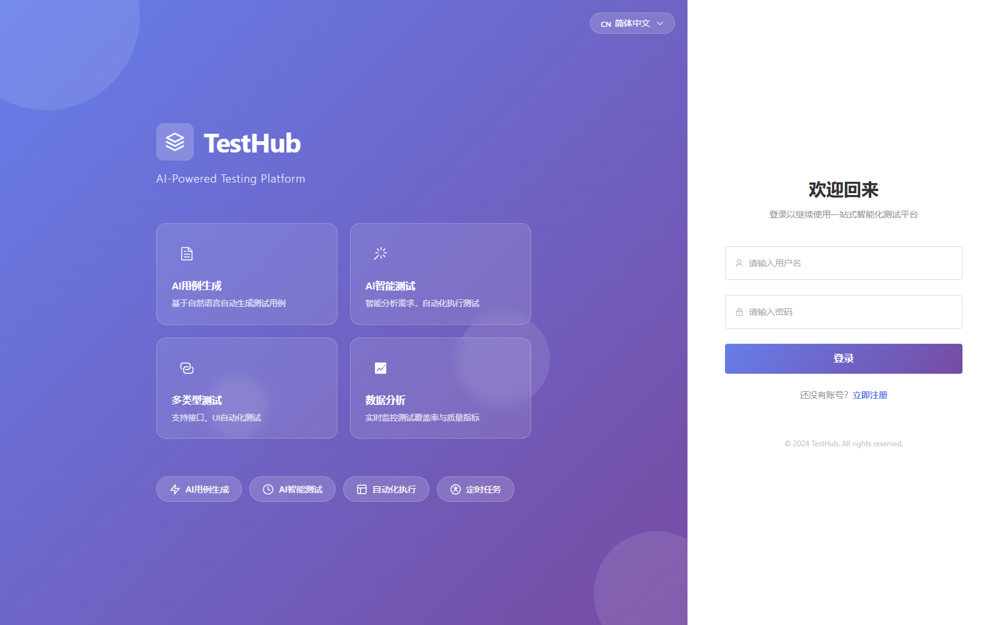 CN 简体中文
TestHub
AI-Powered Testing Platform
AI用例生成
基于自然语言自动生成测试用例
AI智能测试
智能分析需求，自动化执行测试
多类型测试
支持接口、UI自动化测试
数据分析
实时监控测试覆盖率与质量指标
AI用例生成
AI智能测试
自动化执行
定时任务
欢迎回来
登录以继续使用一站式智能化测试平台
请输入用户名
请输入密码
登录
还没有账号？立即注册
© 2024 TestHub. All rights reserved.